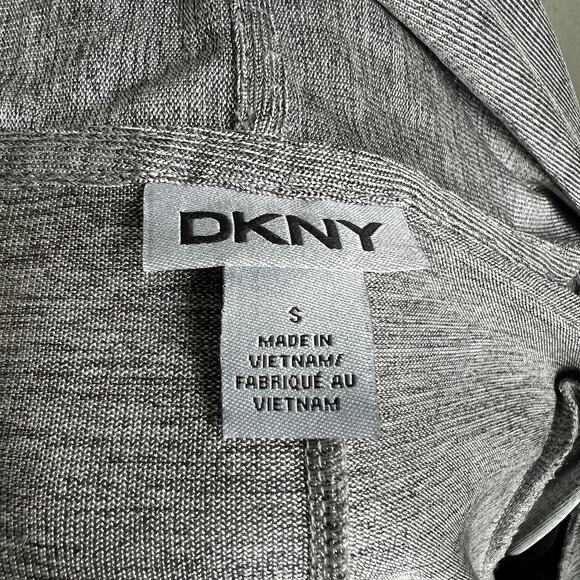 DKNY
S
MADE IN
VIETNAM/
FABRIQUÉ AU
VIETNAM